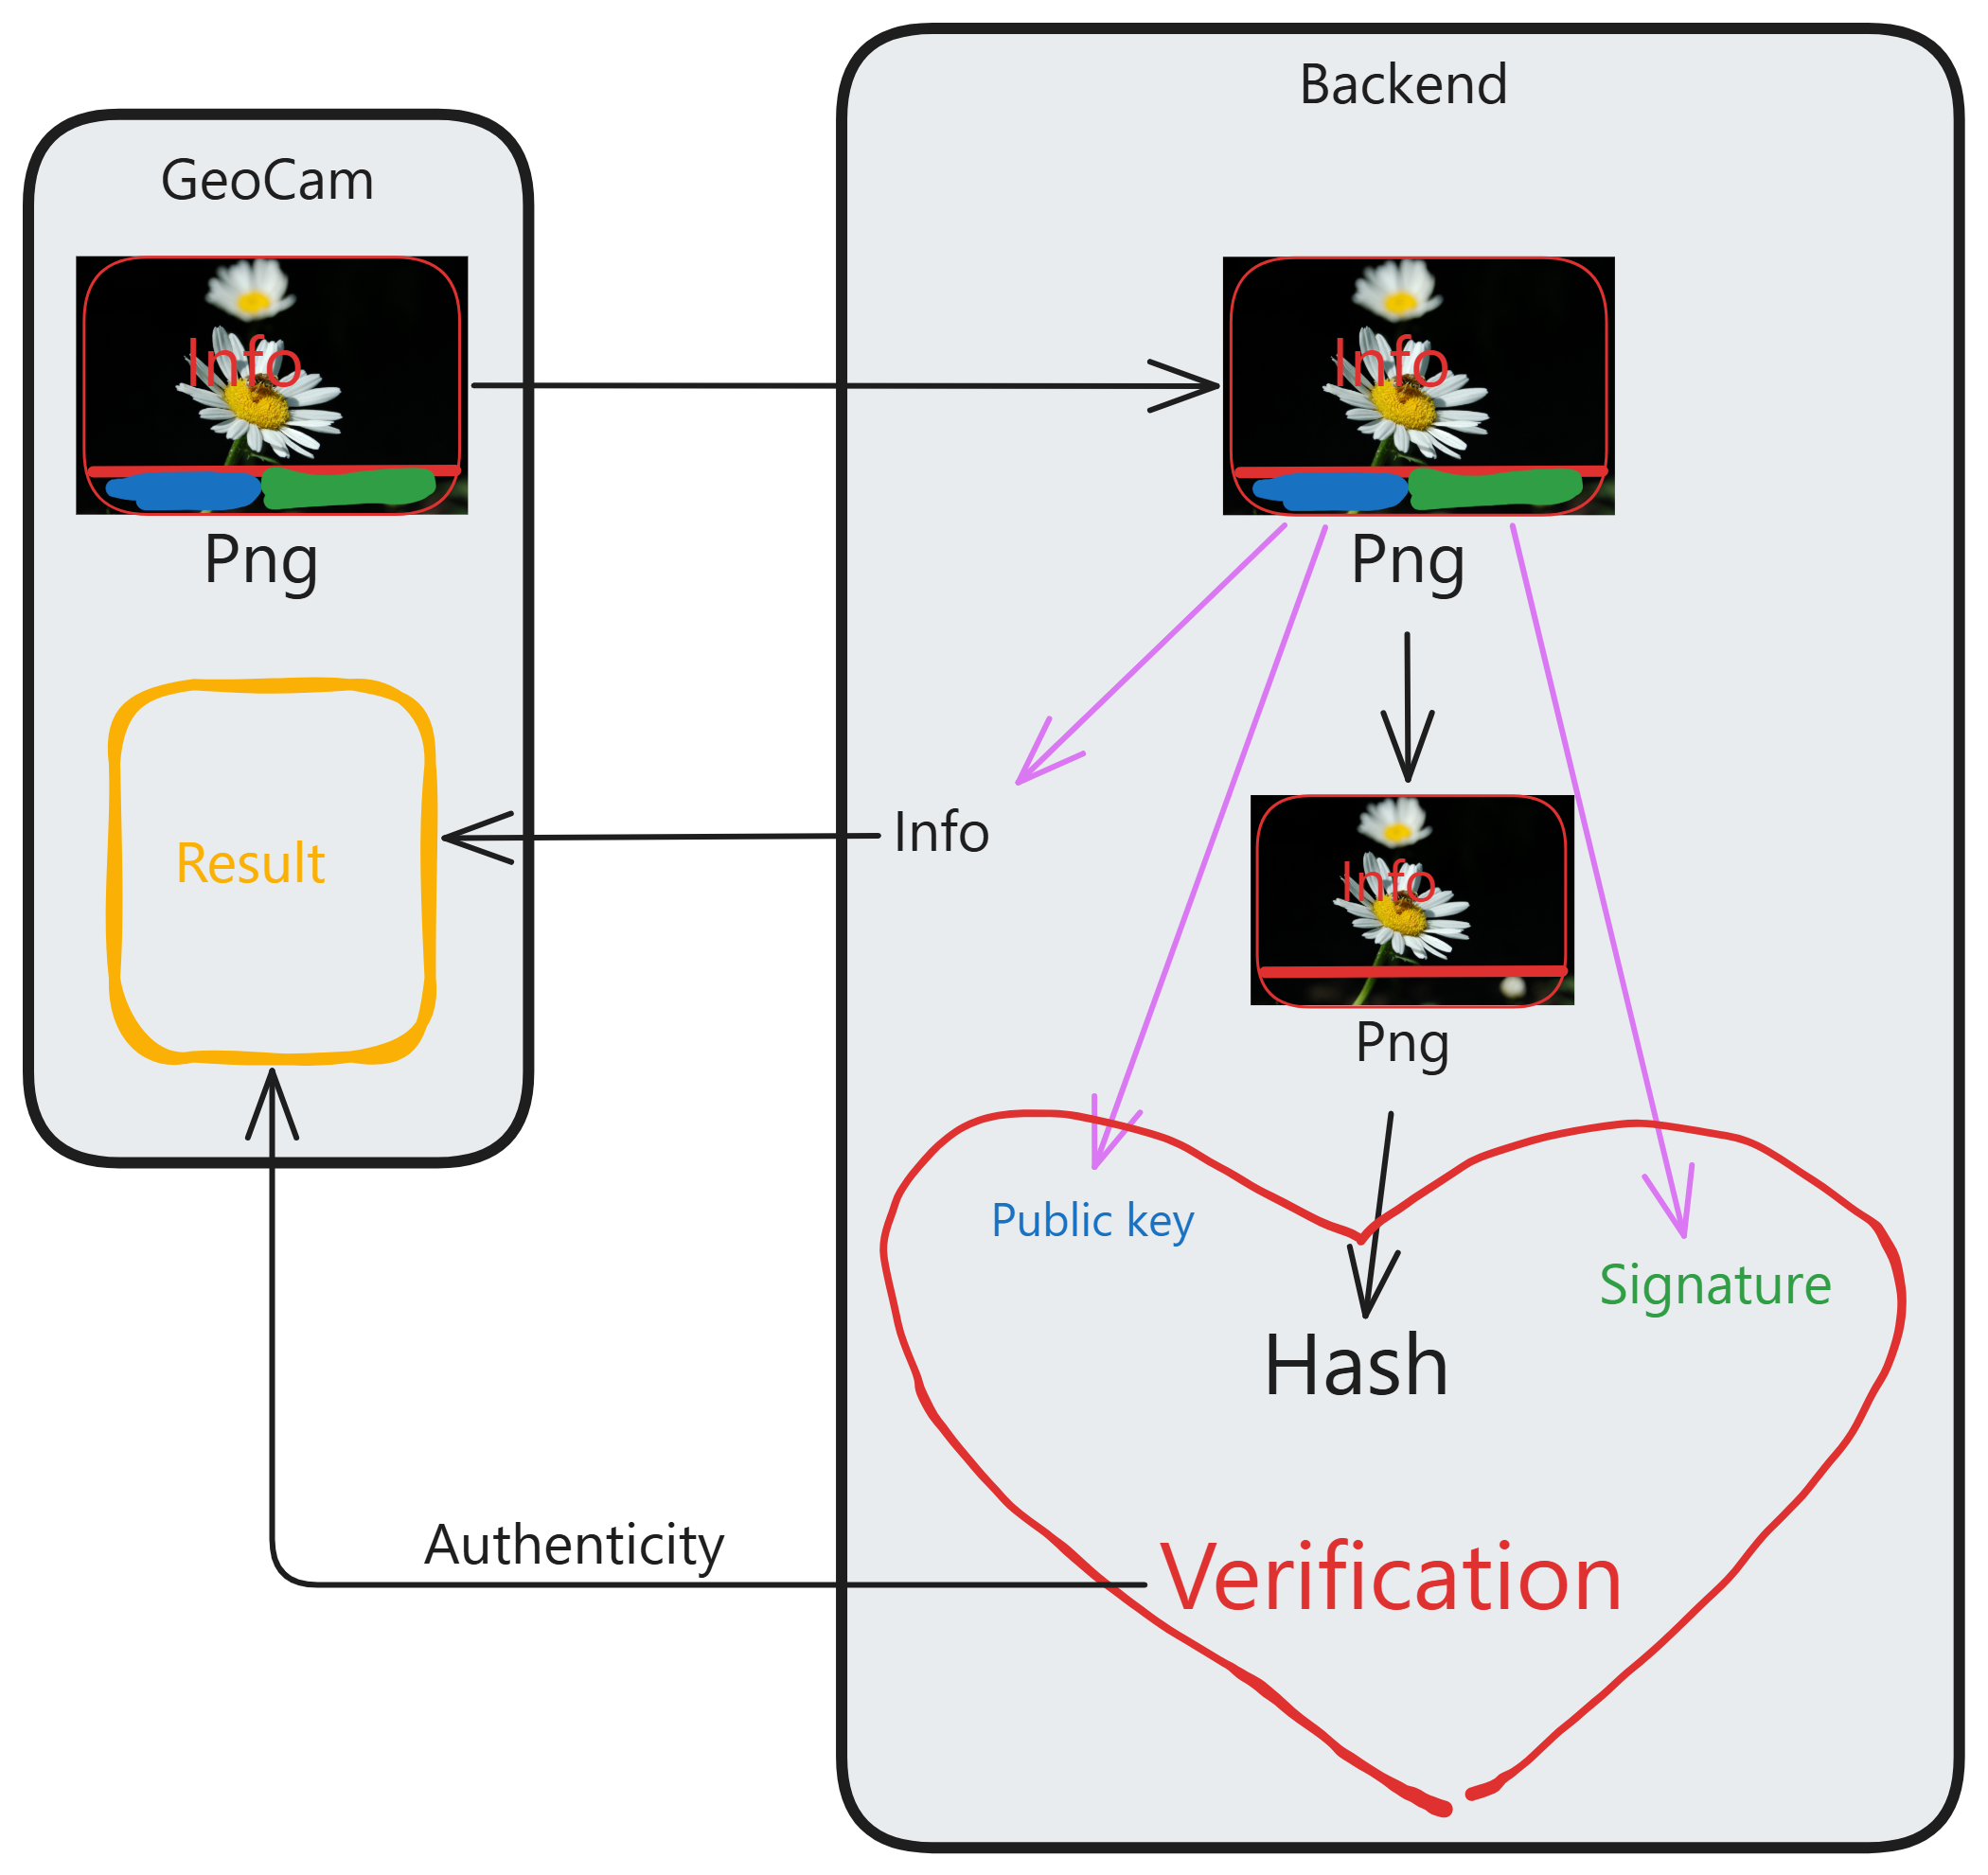 Backend
GeoCam
Info
Info
Png
Png
Info
Result
Info
Png
Public key
Signature
Hash
Authenticity
Verification